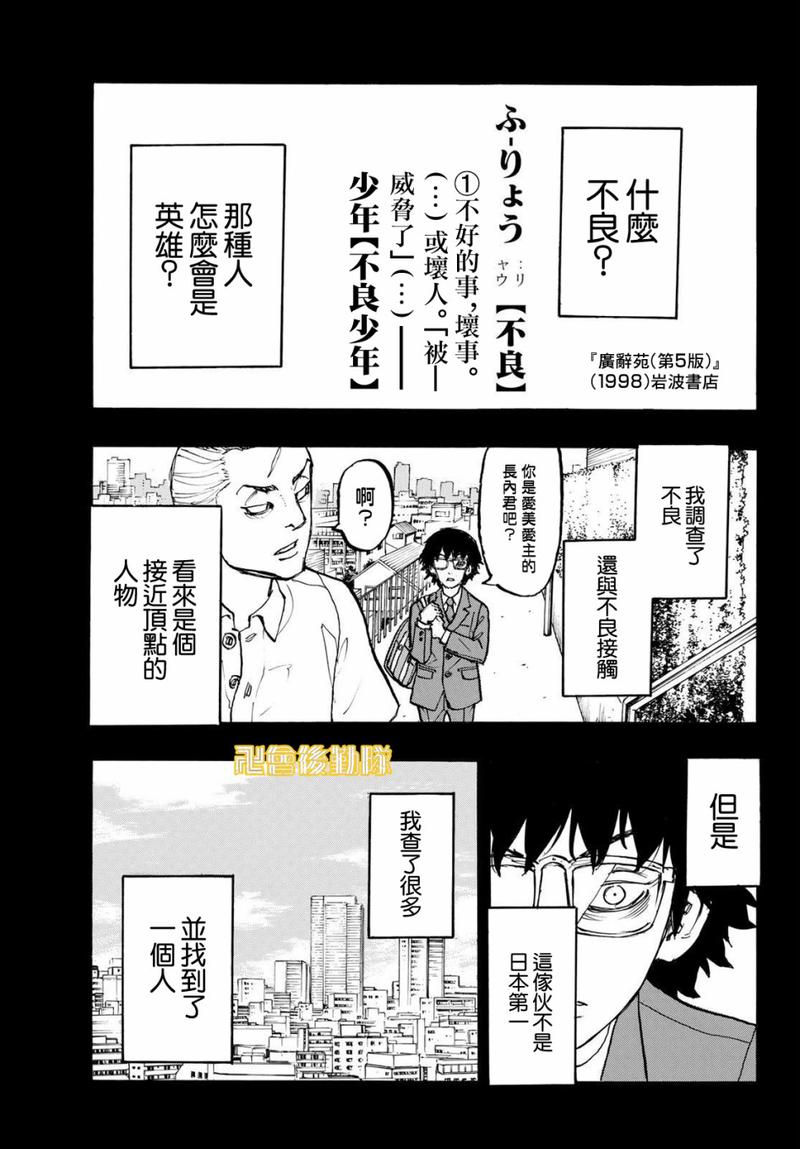 什麼
不良？
ふ-りょう
：リ
ャウ
【不良】
①不好的事，壞事。
（…）或壞人。「被—
威脅了」（…）——
少年【不良少年】
『廣辭苑（第5版）』
（1998）岩波書店
那種人
怎麼會是
英雄？
我調查了
不良
還與不良接觸
你是愛美愛主的
長內君吧？
啊？
看來是個
接近頂點的
人物
卍會後勤隊
但是
這傢伙不是
日本第一
我查了很多
並找到了
一個人